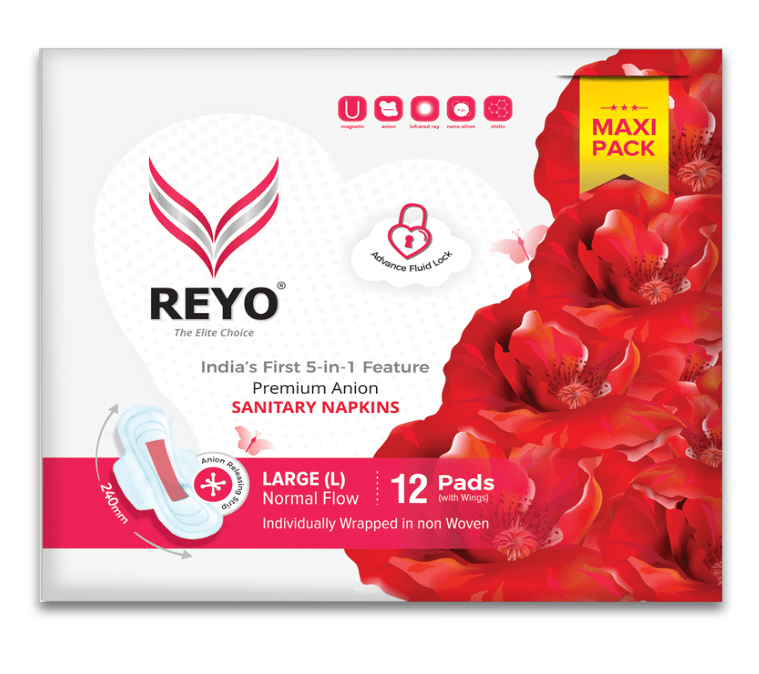 magnetic anion infrared ray nano silver chitin
MAXI
PACK
REYO®
The Elite Choice
Advance Fluid Lock
India's First 5-in-1 Feature
Premium Anion
SANITARY NAPKINS
Anion Releasing Strip
240mm
LARGE (L)
Normal Flow
12 Pads
(with Wings)
Individually Wrapped in non Woven